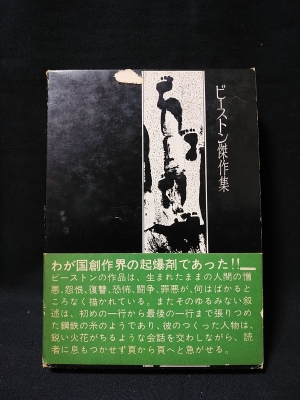 ビーストン傑作集
わが国創作界の起爆剤であった!!
ビーストンの作品は、生まれたままの人間の憎
悪、怨恨、復讐、恐怖、闘争、罪悪が、何はばかると
ころなく描かれている。またそのゆるみない叙
述は、初めの一行から最後の一行まで張りつめ
た鋼鉄の糸のようであり、彼のつくった人物は、
鋭い火花がちるような会話を交わしながら、読
者に息もつかせず頁から頁へと急がせる。